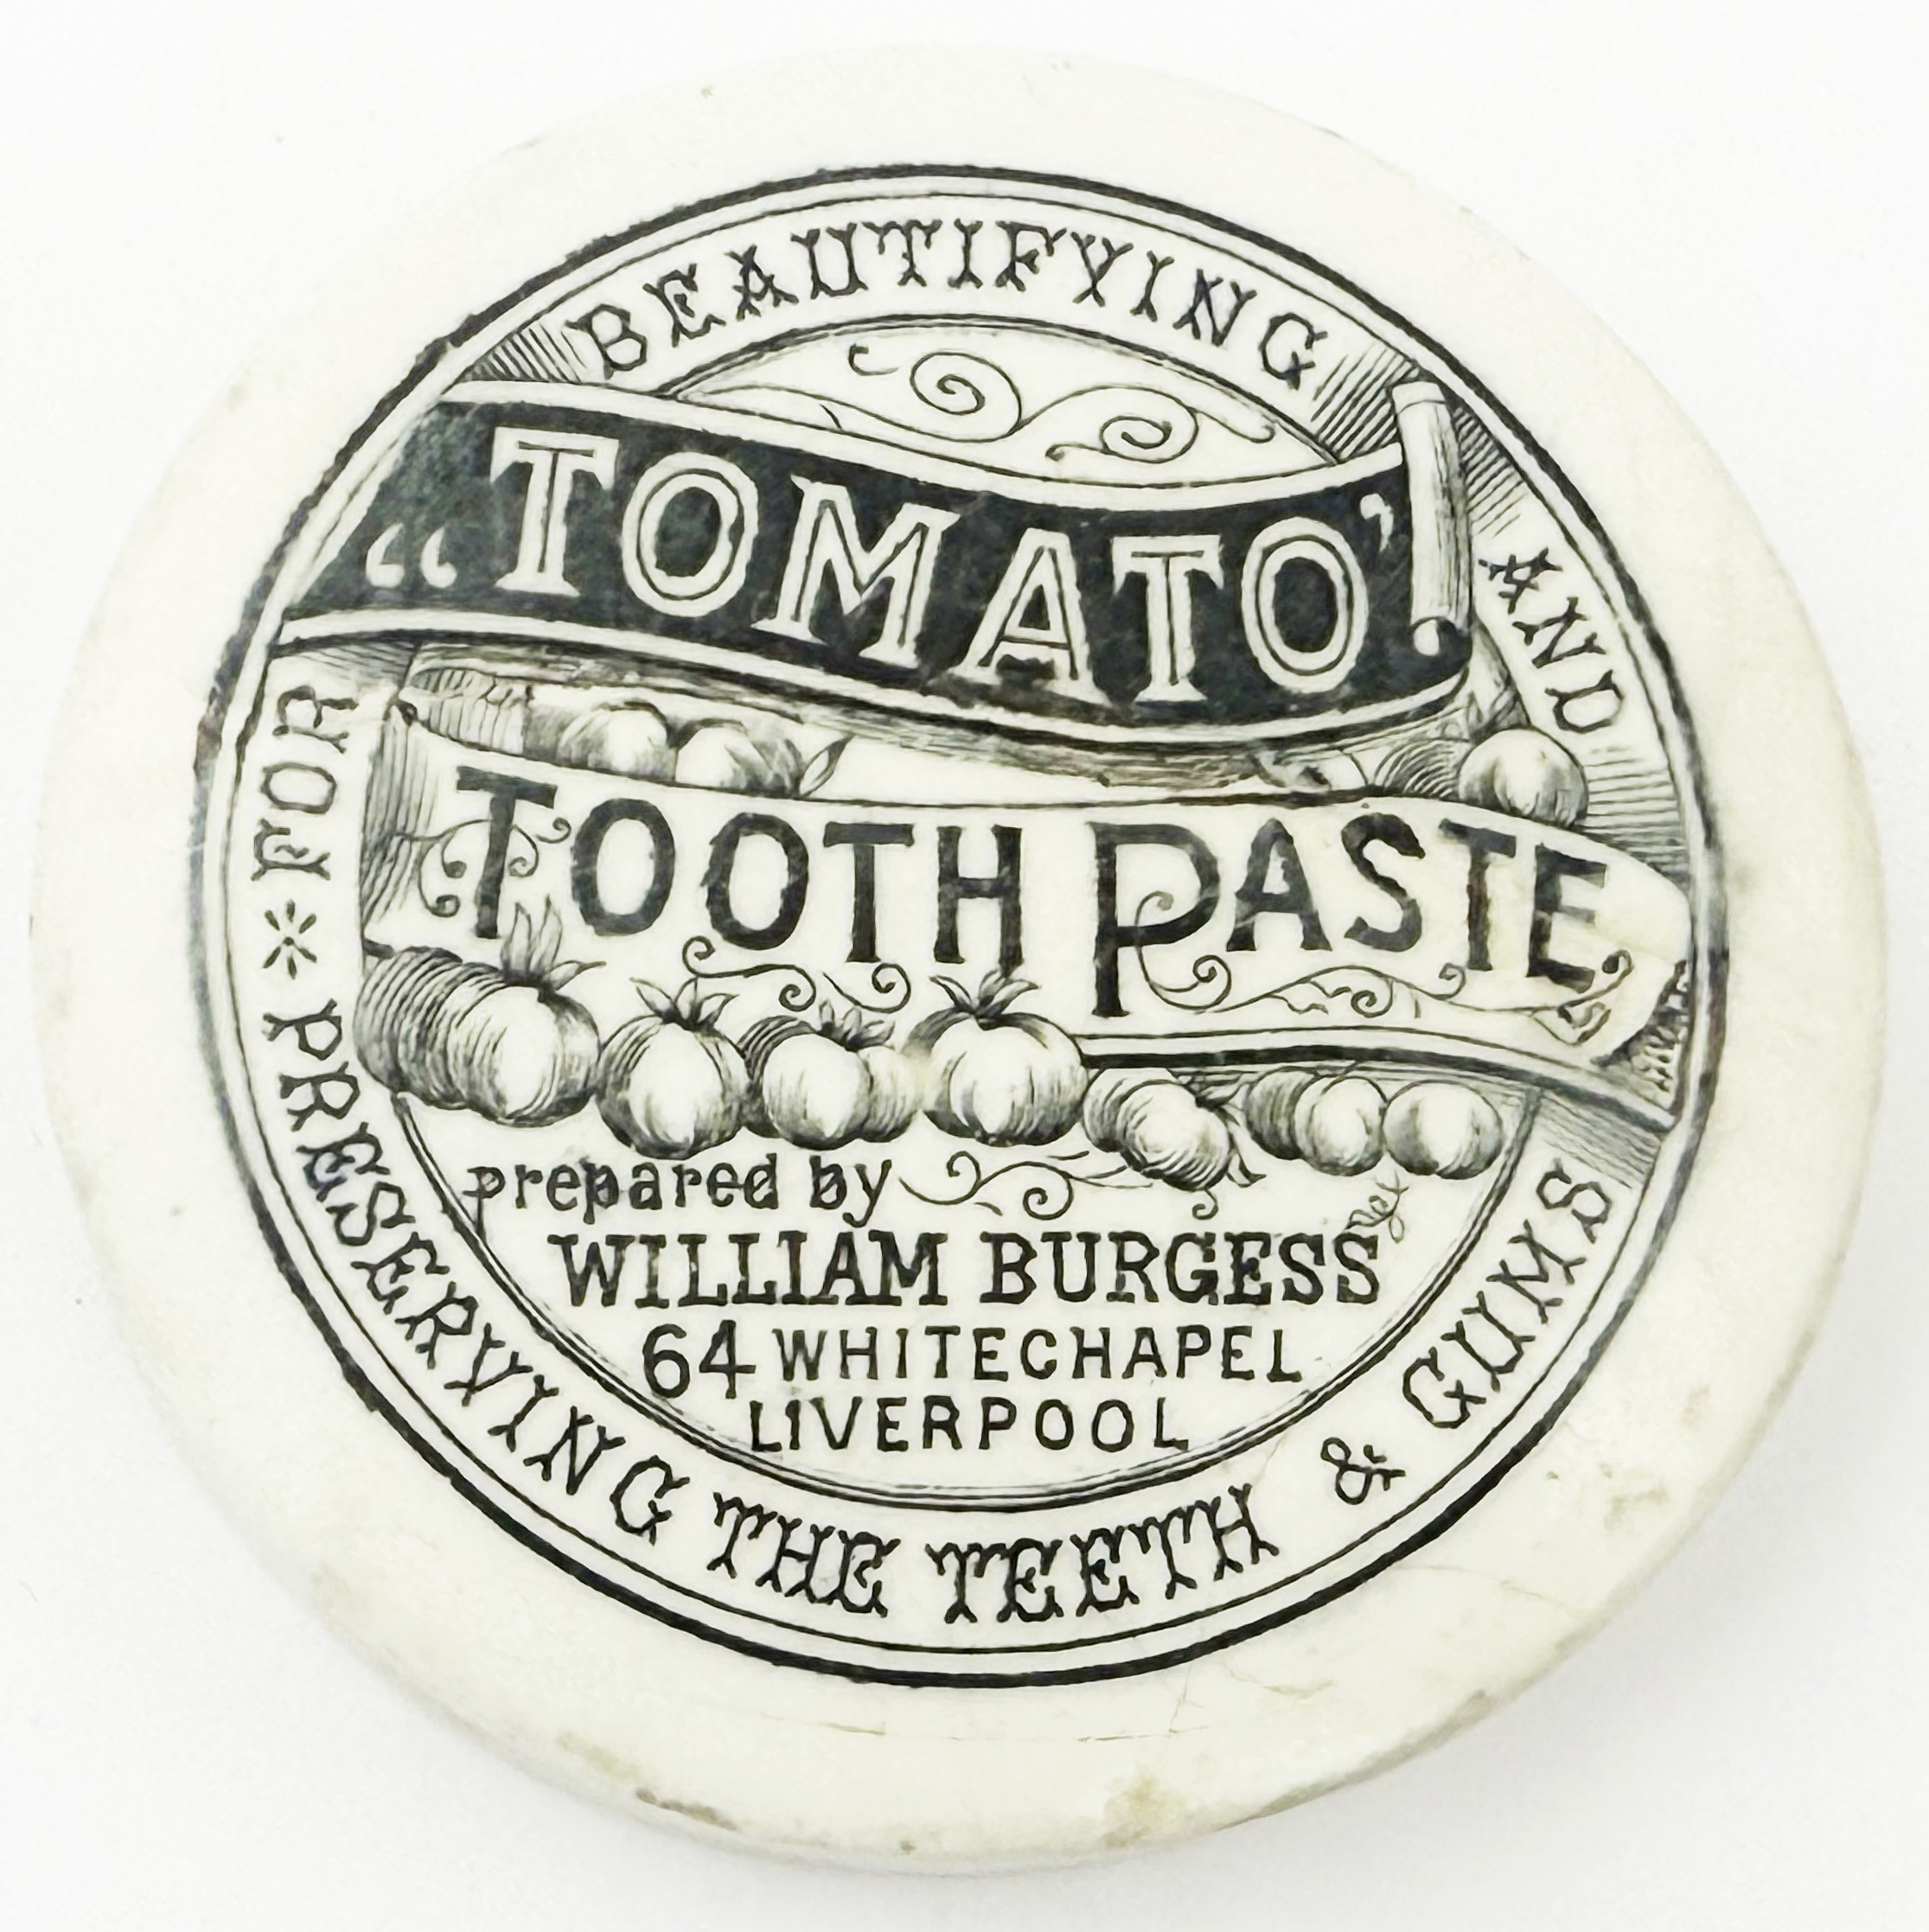 FOR BEAUTIFYING AND
„TOMATO'
TOOTH PASTE
prepared by
WILLIAM BURGESS
64 WHITECHAPEL
LIVERPOOL
PRESERVING THE TEETH & GUMS